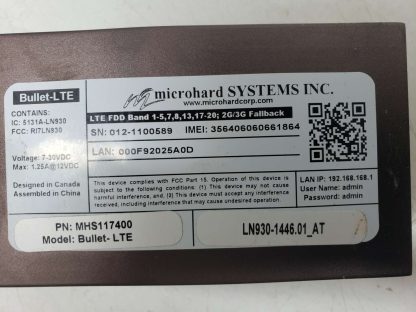 Bullet-LTE
CONTAINS:
IC: 5131A-LN930
FCC: RI7LN930
Voltage: 7-30VDC
Max: 1.25A@12VDC
Designed in Canada
Assembled in China
microhard SYSTEMS INC.
www.microhardcorp.com
LTE FDD Band 1-5,7,8,13,17-20; 2G/3G Fallback
SN: 012-1100589 IMEI: 356406060661864
LAN: 000F92025A0D
This device complies with FCC Part 15. Operation of this device is
subject to the following conditions. (1) This device may not cause
harmful interference, and, (2) This device must accept any interference
received, including interference that may cause undesired operation.
LAN IP: 192.168.168.1
User Name: admin
Password: admin
PN: MHS117400
Model: Bullet- LTE
LN930-1446.01_AT